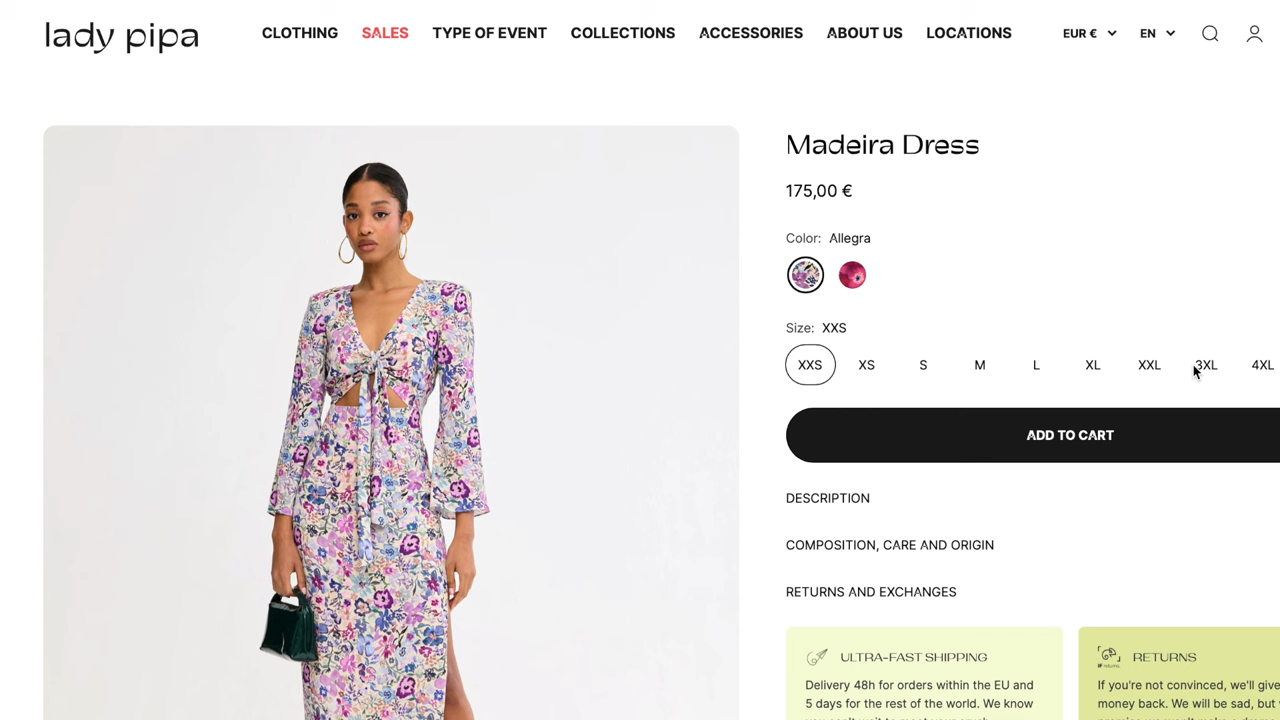 lady pipa
CLOTHING SALES TYPE OF EVENT COLLECTIONS ACCESSORIES ABOUT US LOCATIONS EUR € EN
Madeira Dress
175,00 €
Color: Allegra
Size: XXS
XXS XS S M L XL XXL 3XL 4XL
ADD TO CART
DESCRIPTION
COMPOSITION, CARE AND ORIGIN
RETURNS AND EXCHANGES
ULTRA-FAST SHIPPING
Delivery 48h for orders within the EU and
5 days for the rest of the world. We know
RETURNS
If you're not convinced, we'll give
money back. We will be sad, but